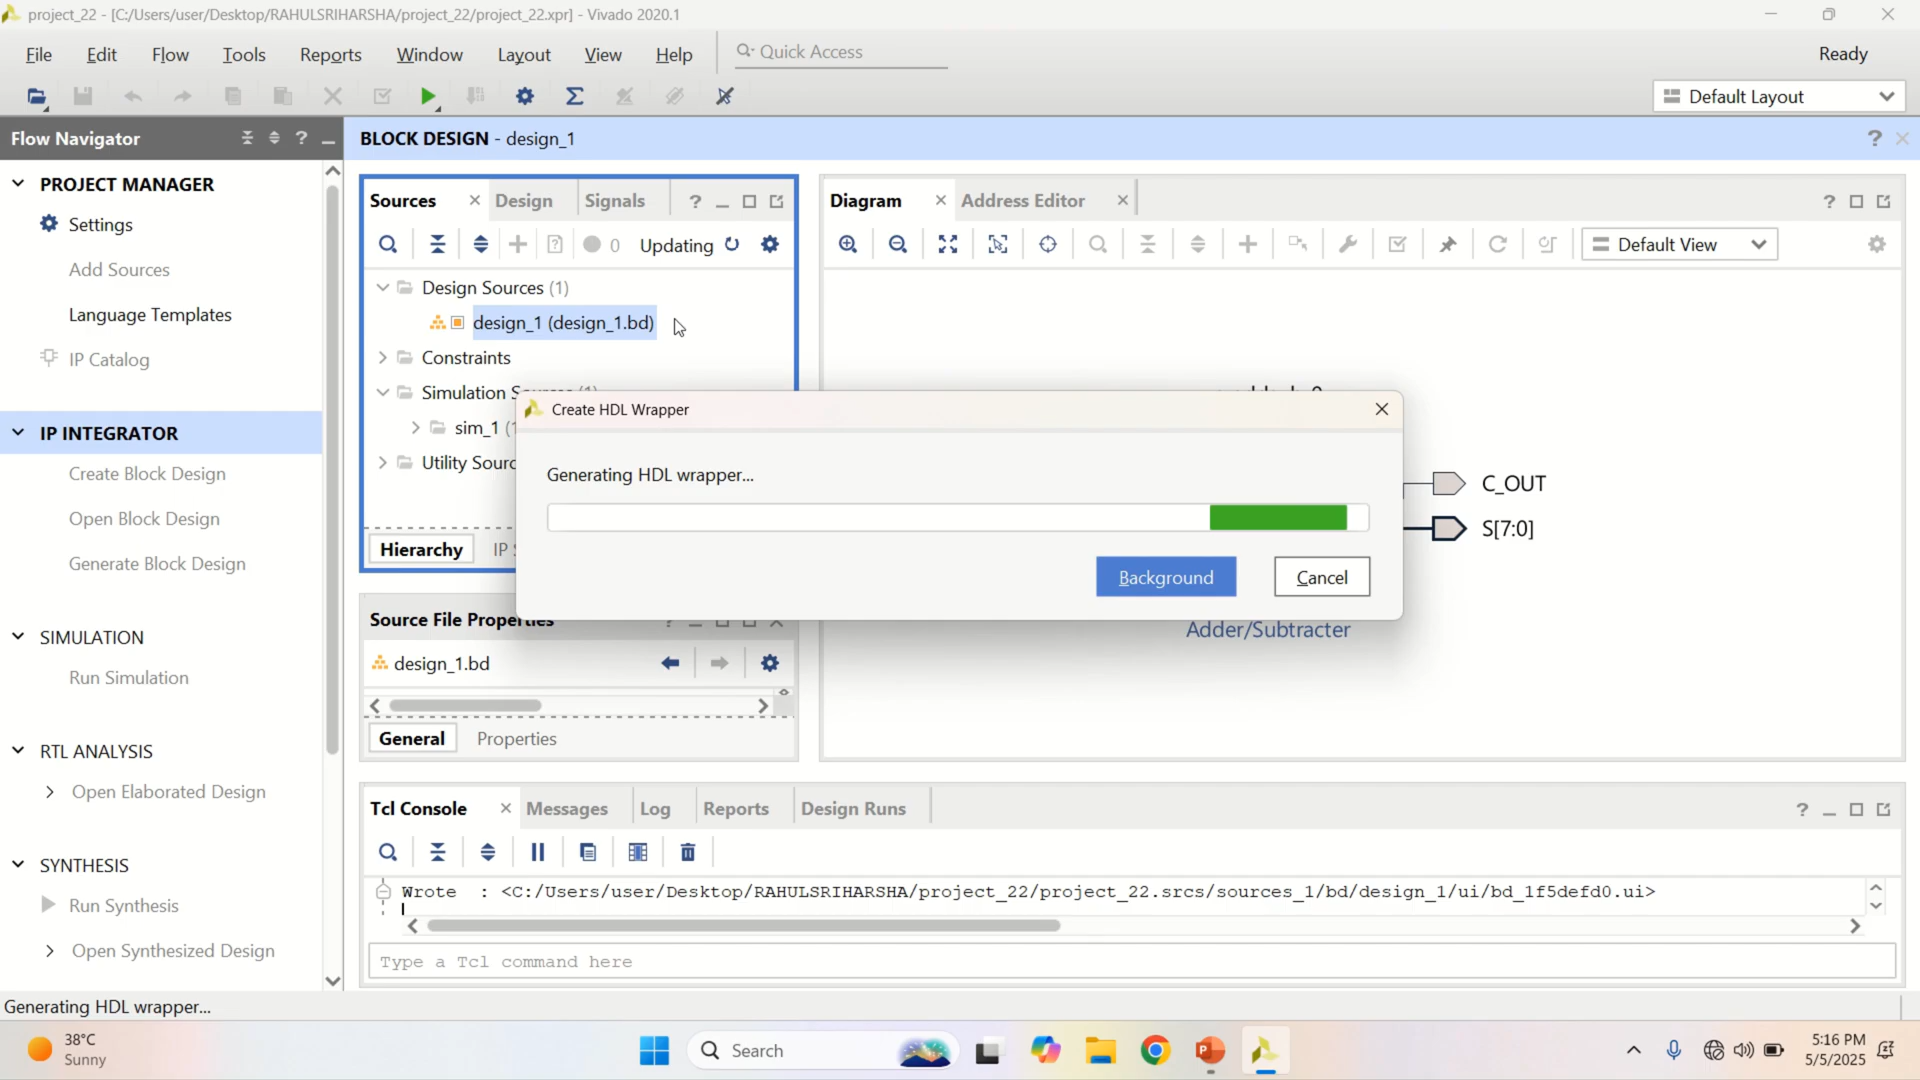 project_22 - [C:/Users/user/Desktop/RAHULSRIHARSHA/project_22/project_22.xpr] - Vivado 2020.1
File Edit Flow Tools Reports Window Layout View Help Quick Access Ready
Default Layout
Flow Navigator
BLOCK DESIGN - design_1
PROJECT MANAGER
Settings
Add Sources
Language Templates
IP Catalog
IP INTEGRATOR
Create Block Design
Open Block Design
Generate Block Design
SIMULATION
Run Simulation
RTL ANALYSIS
Open Elaborated Design
SYNTHESIS
Run Synthesis
Open Synthesized Design
Sources Design Signals
0 Updating
Design Sources (1)
design_1 (design_1.bd)
Constraints
Simulation
sim_1
Hierarchy
Diagram Address Editor
Default View
C_OUT
S[7:0]
Adder/Subtracter
Create HDL Wrapper
Generating HDL wrapper...
Background Cancel
Source File Properties
design_1.bd
General Properties
Tcl Console Messages Log Reports Design Runs
Wrote : <C:/Users/user/Desktop/RAHULSRIHARSHA/project_22/project_22.srcs/sources_1/bd/design_1/ui/bd_1f5defd0.ui>
Type a Tcl command here
Generating HDL wrapper...
38°C
Sunny
Search
5:16 PM
5/5/2025